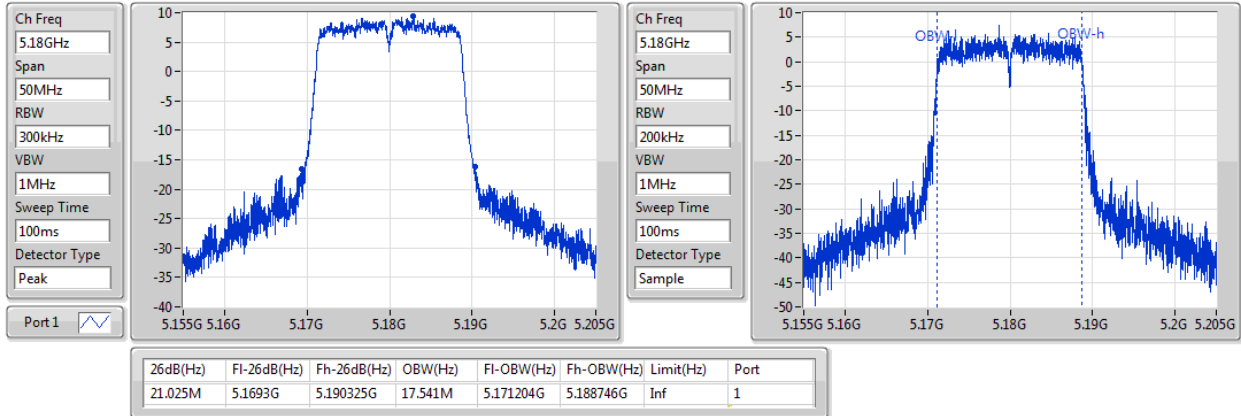 Ch Freq
5.18GHz
Span
50MHz
RBW
300kHz
VBW
1MHz
Sweep Time
100ms
Detector Type
Peak
Port 1
10
5
0
-5
-10
-15
-20
-25
-30
-35
-40
5.155G 5.16G 5.17G 5.18G 5.19G 5.2G 5.205G
Ch Freq
5.18GHz
Span
50MHz
RBW
200kHz
VBW
1MHz
Sweep Time
100ms
Detector Type
Sample
10
5
0
-5
-10
-15
-20
-25
-30
-35
-40
-45
-50
OBW-l OBW-h
5.155G 5.16G 5.17G 5.18G 5.19G 5.2G 5.205G
26dB(Hz) Fl-26dB(Hz) Fh-26dB(Hz) OBW(Hz) Fl-OBW(Hz) Fh-OBW(Hz) Limit(Hz) Port
21.025M 5.1693G 5.190325G 17.541M 5.171204G 5.188746G Inf 1